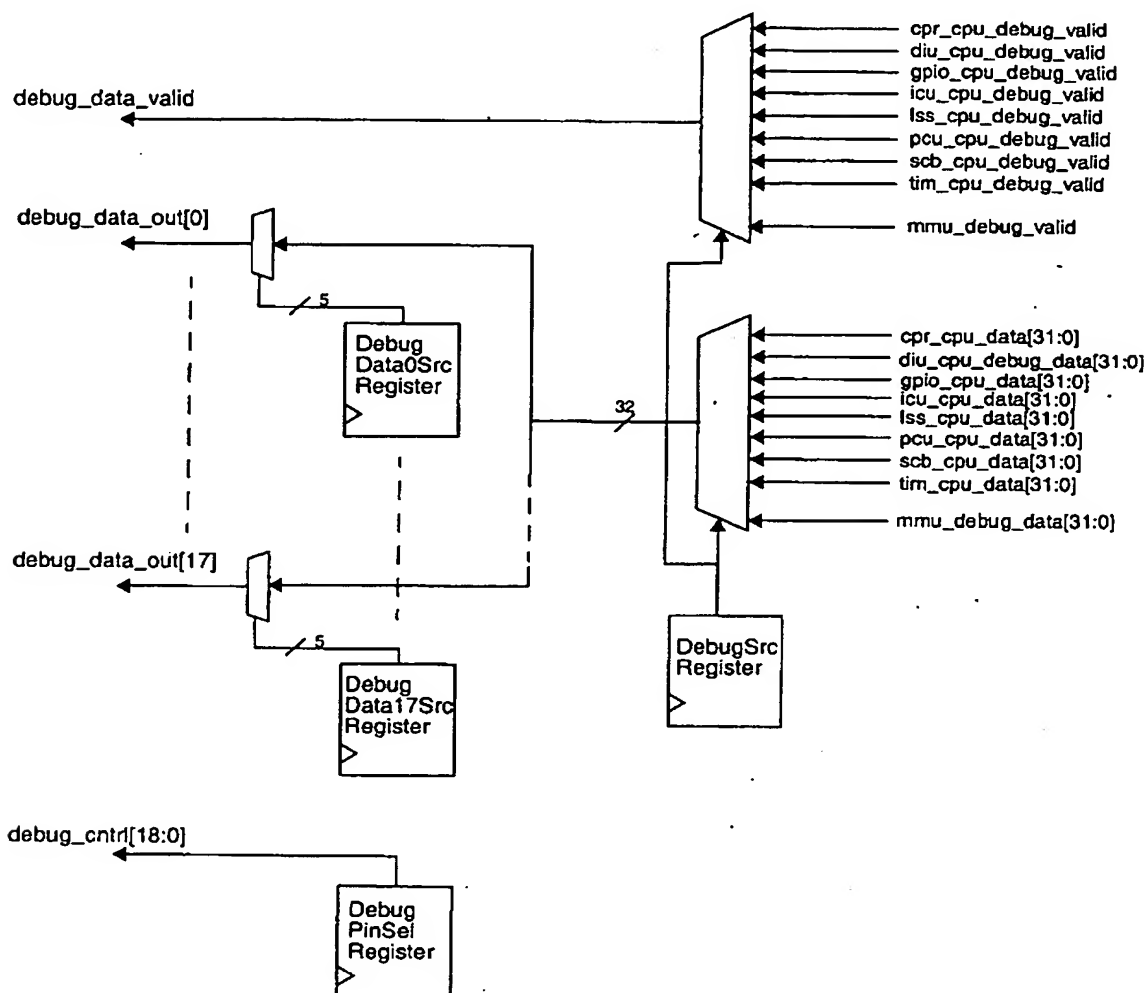 cpr_cpu_debug_valid
diu_cpu_debug_valid
gpio_cpu_debug_valid
icu_cpu_debug_valid
lss_cpu_debug_valid
pcu_cpu_debug_valid
scb_cpu_debug_valid
tim_cpu_debug_valid
mmu_debug_valid
debug_data_valid
debug_data_out[0]
5
Debug
Data0Src
Register
cpr_cpu_data[31:0]
diu_cpu_debug_data[31:0]
gpio_cpu_data[31:0]
icu_cpu_data[31:0]
lss_cpu_data[31:0]
pcu_cpu_data[31:0]
scb_cpu_data[31:0]
tim_cpu_data[31:0]
mmu_debug_data[31:0]
32
debug_data_out[17]
5
Debug
Data17Src
Register
DebugSrc
Register
debug_cntrl[18:0]
Debug
PinSel
Register